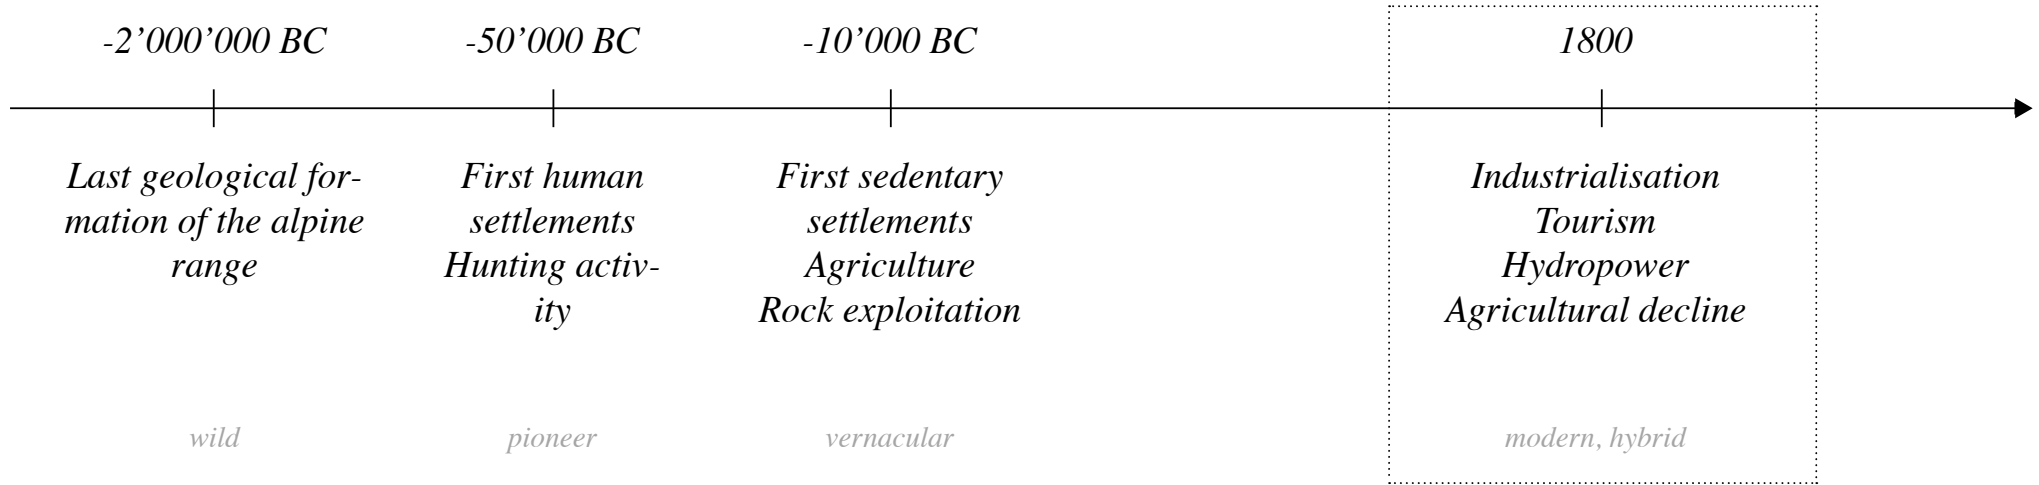 -2’000’000 BC
-50’000 BC
-10’000 BC
1800
Last geological for-
mation of the alpine
range
First human
settlements
Hunting activ-
ity
First sedentary
settlements
Agriculture
Rock exploitation
Industrialisation
Tourism
Hydropower
Agricultural decline
wild
pioneer
vernacular
modern, hybrid